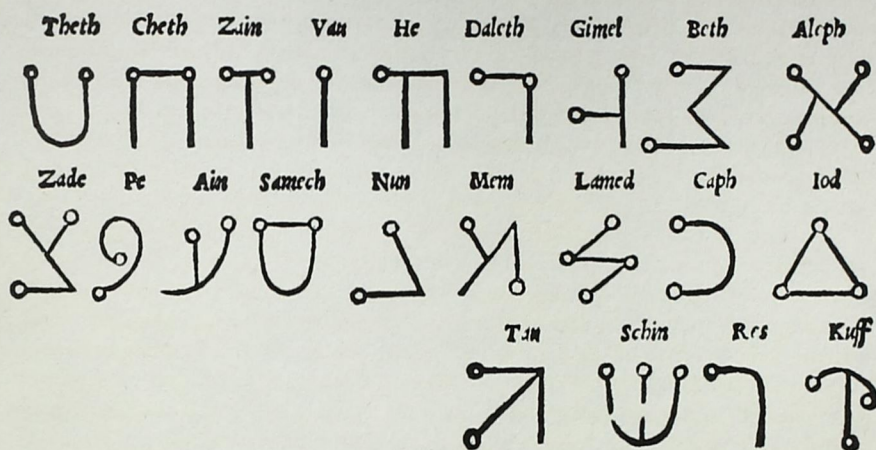 Theth Cheth Zain Vau He Daleth Gimel Beth Aleph
Zade Pe Ain Samech Nun Mem Lamed Caph Iod
Tau Schin Res Kuff